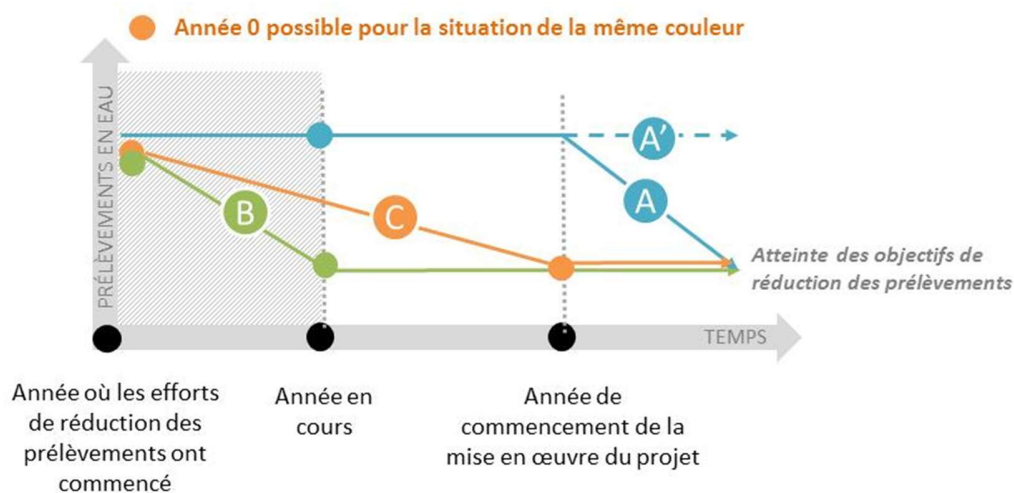 Année 0 possible pour la situation de la même couleur
PRÉLÈVEMENTS EN EAU
A'
A
B
C
Atteinte des objectifs de
réduction des prélèvements
TEMPS
Année où les efforts
de réduction des
prélèvements ont
commencé
Année en
cours
Année de
commencement de la
mise en œuvre du projet